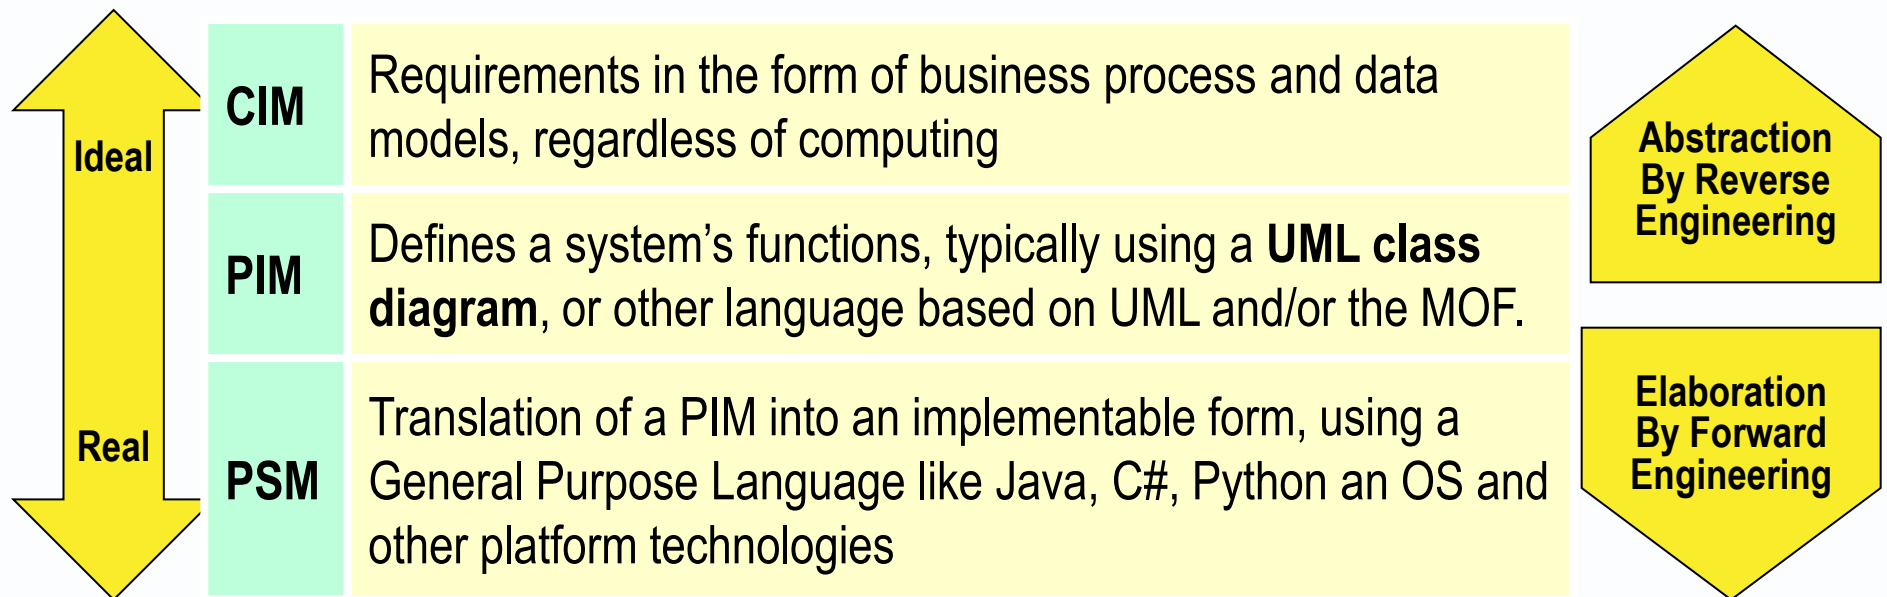 Ideal
Real
CIM
Requirements in the form of business process and data
models, regardless of computing
PIM
Defines a system’s functions, typically using a UML class
diagram, or other language based on UML and/or the MOF.
PSM
Translation of a PIM into an implementable form, using a
General Purpose Language like Java, C#, Python an OS and
other platform technologies
Abstraction
By Reverse
Engineering
Elaboration
By Forward
Engineering